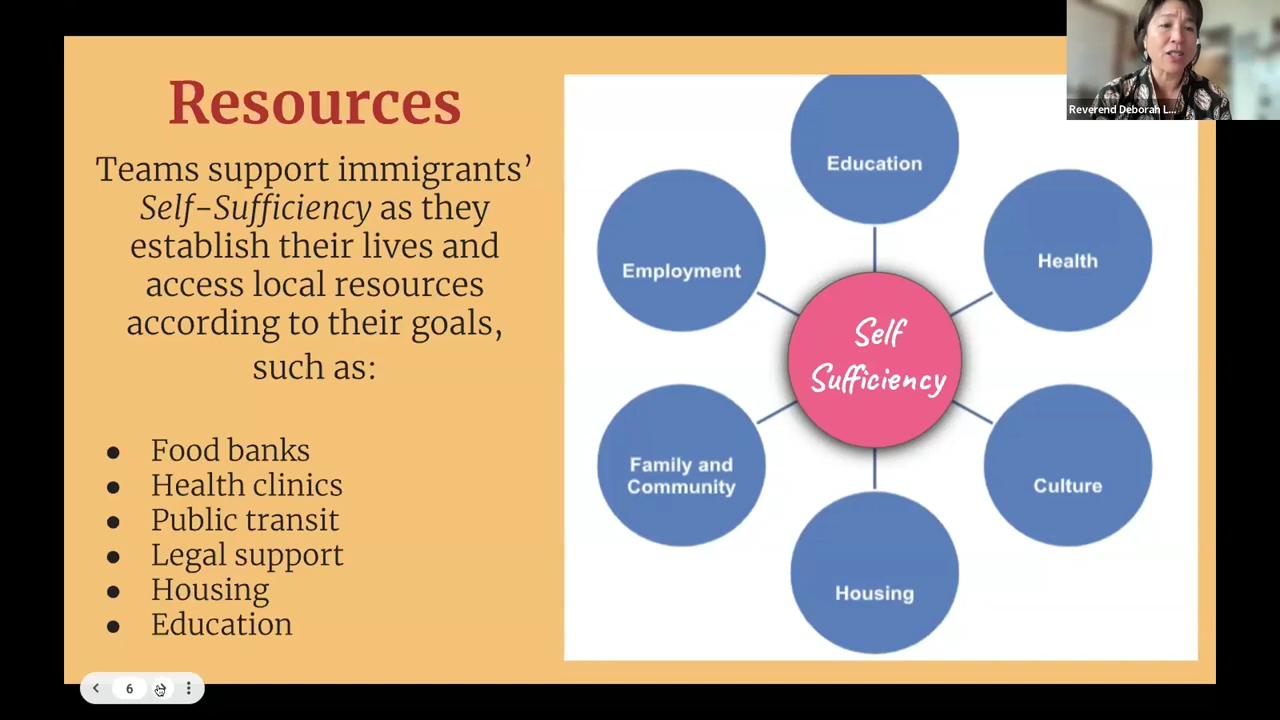 Resources
Teams support immigrants’
Self-Sufficiency as they
establish their lives and
access local resources
according to their goals,
such as:
● Food banks
● Health clinics
● Public transit
● Legal support
● Housing
● Education
Education
Employment
Health
Self
Sufficiency
Family and
Community
Culture
Housing
Reverend Deborah L...
6